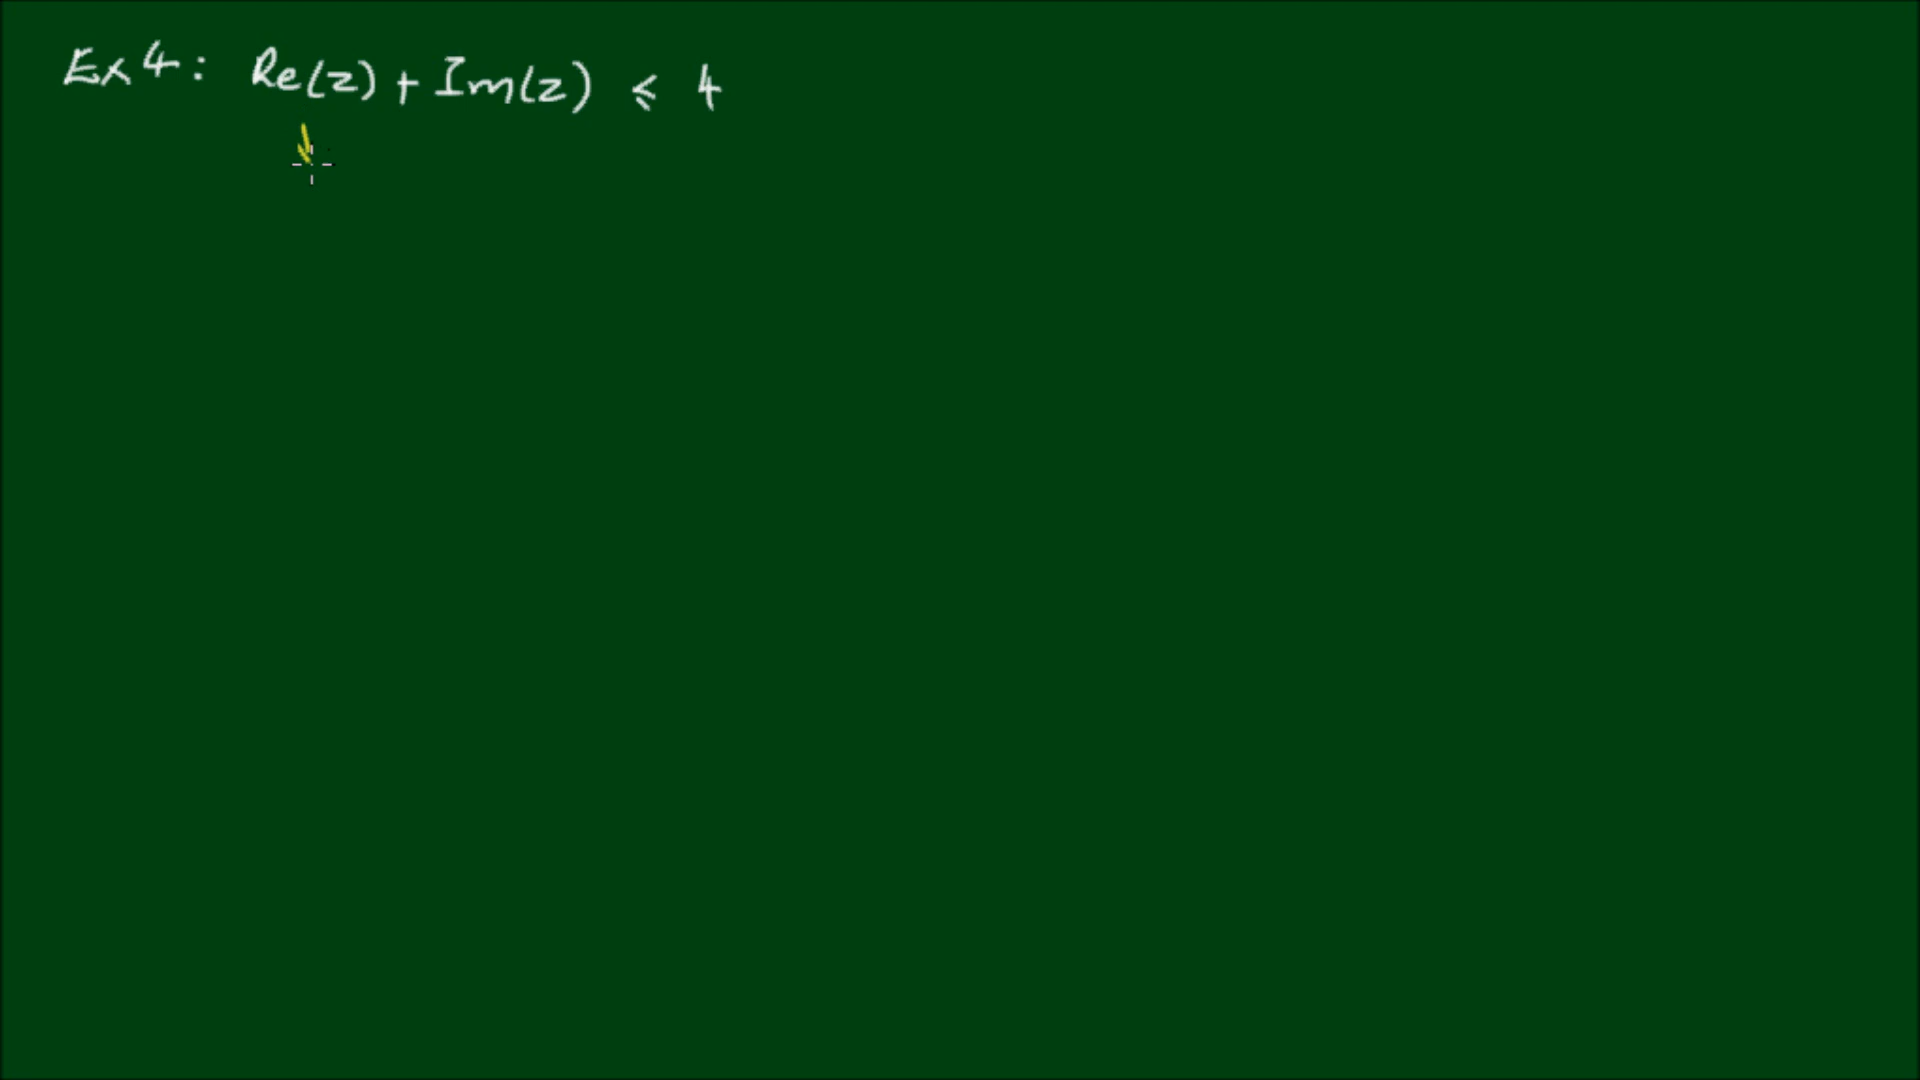 Ex 4: Re(z) + Im(z) ≤ 4